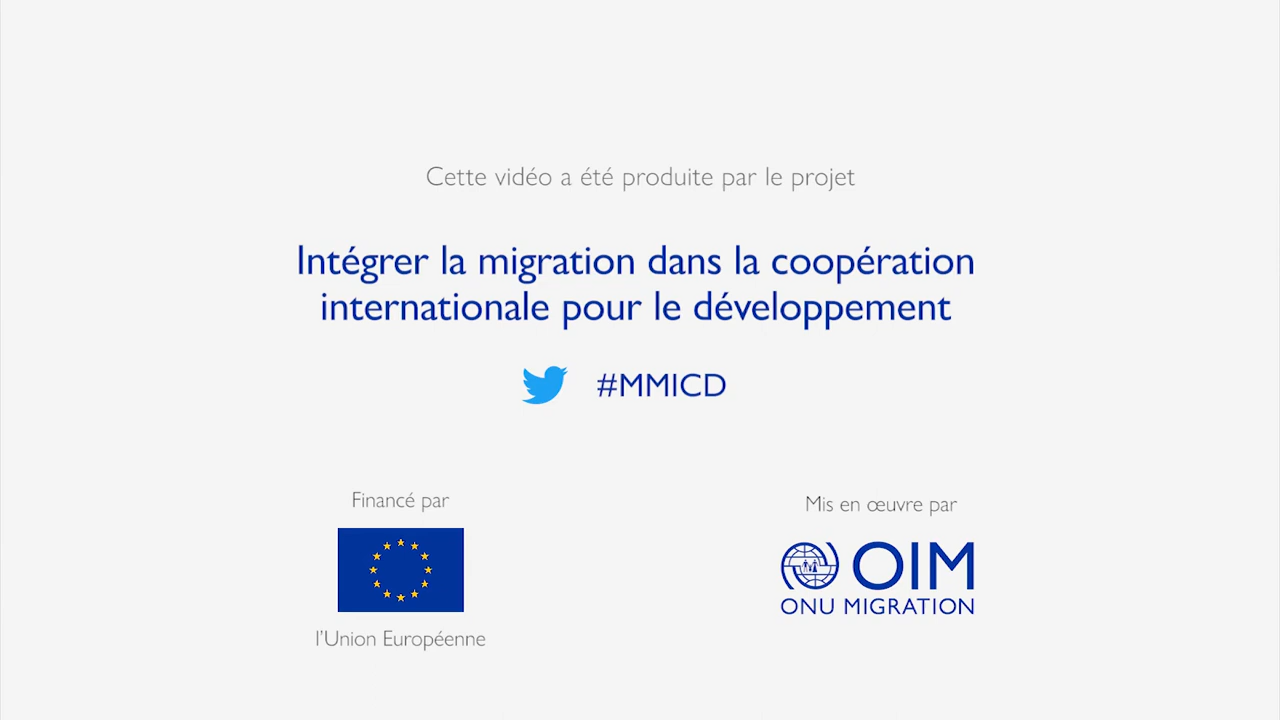 Cette vidéo a été produite par le projet
Intégrer la migration dans la coopération
internationale pour le développement
#MMICD
Financé par
l'Union Européenne
Mis en œuvre par
OIM
ONU MIGRATION